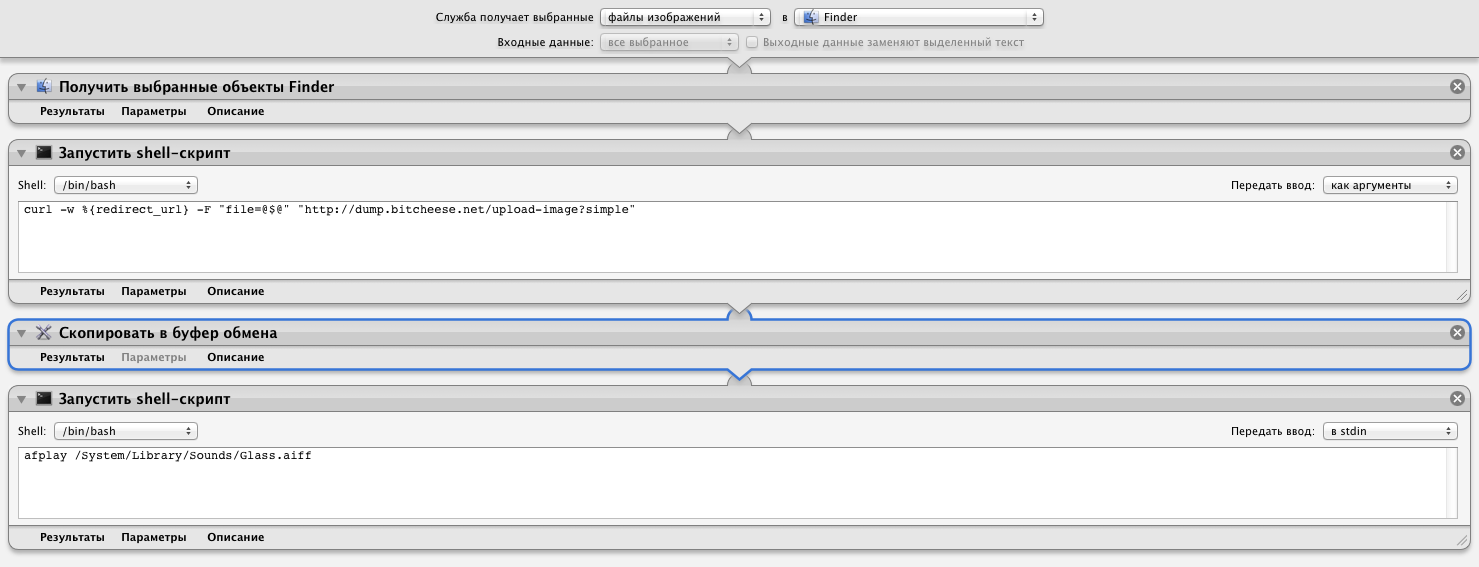 Служба получает выбранные файлы изображений в Finder
Входные данные: все выбранное Выходные данные заменяют выделенный текст
Получить выбранные объекты Finder
Результаты Параметры Описание
Запустить shell-скрипт
Shell: /bin/bash Передать ввод: как аргументы
curl -w %{redirect_url} -F "file=@$@" "http://dump.bitcheese.net/upload-image?simple"
Результаты Параметры Описание
Скопировать в буфер обмена
Результаты Параметры Описание
Запустить shell-скрипт
Shell: /bin/bash Передать ввод: в stdin
afplay /System/Library/Sounds/Glass.aiff
Результаты Параметры Описание